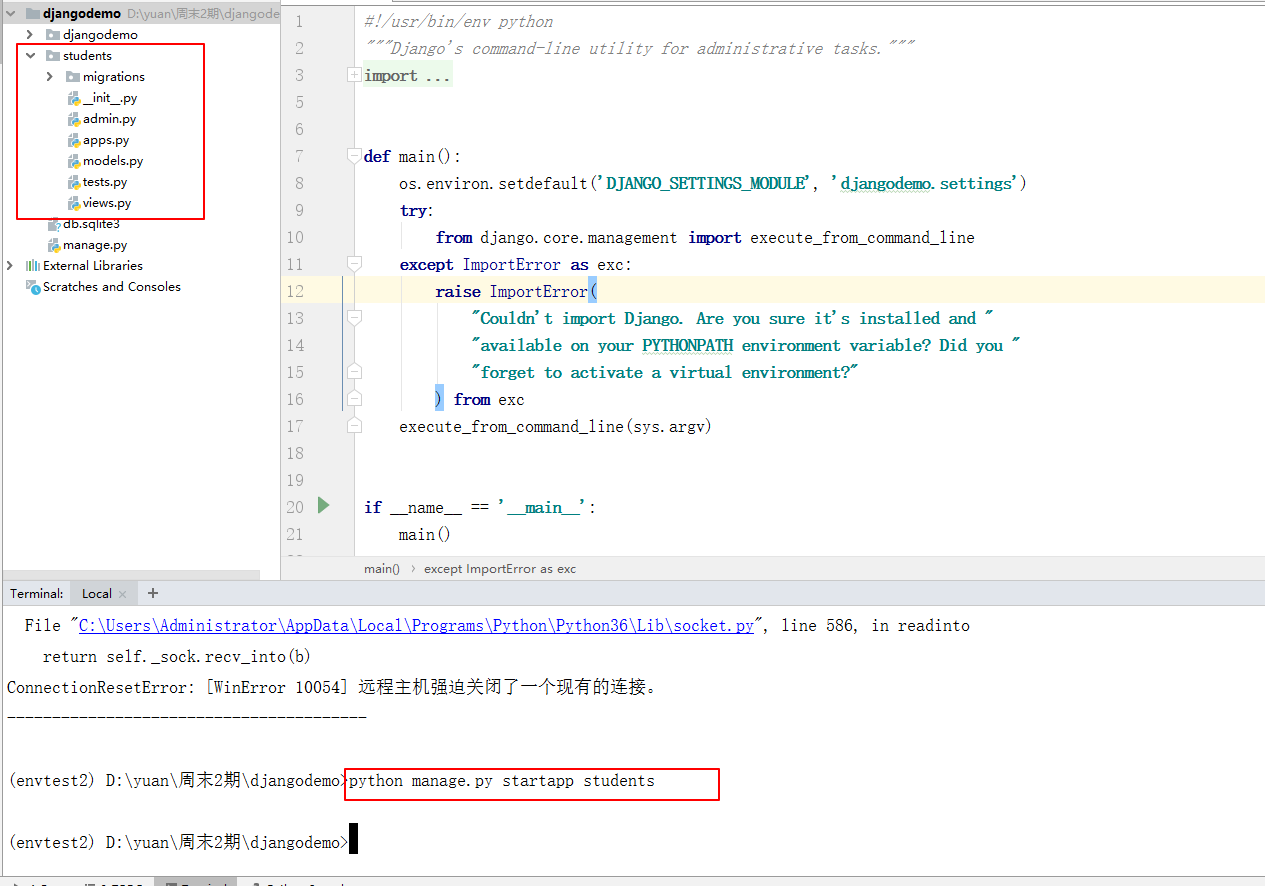 djangodemo D:\yuan\周末2期\djangode
djangodemo
students
migrations
__init__.py
admin.py
apps.py
models.py
tests.py
views.py
db.sqlite3
manage.py
External Libraries
Scratches and Consoles
1 #!/usr/bin/env python
2 """Django's command-line utility for administrative tasks."""
3 import ...
5
6
7 def main():
8 os.environ.setdefault('DJANGO_SETTINGS_MODULE', 'djangodemo.settings')
9 try:
10 from django.core.management import execute_from_command_line
11 except ImportError as exc:
12 raise ImportError(
13 "Couldn't import Django. Are you sure it's installed and "
14 "available on your PYTHONPATH environment variable? Did you "
15 "forget to activate a virtual environment?"
16 ) from exc
17 execute_from_command_line(sys.argv)
18
19
20 if __name__ == '__main__':
21 main()
main() › except ImportError as exc
Terminal: Local × +
File "C:\Users\Administrator\AppData\Local\Programs\Python\Python36\Lib\socket.py", line 586, in readinto
return self._sock.recv_into(b)
ConnectionResetError: [WinError 10054] 远程主机强迫关闭了一个现有的连接。
----------------------------------------
(envtest2) D:\yuan\周末2期\djangodemo>python manage.py startapp students
(envtest2) D:\yuan\周末2期\djangodemo>